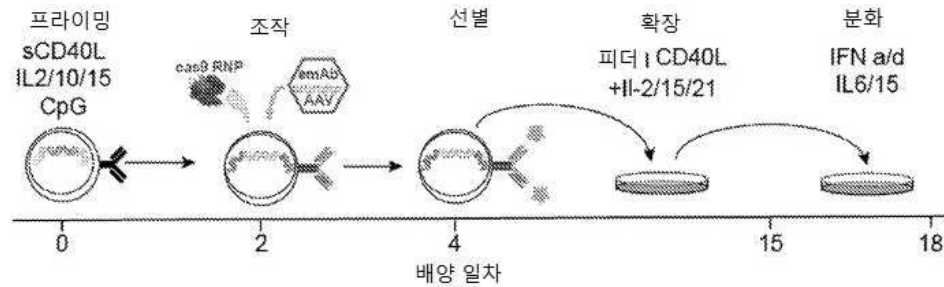 프라이밍
sCD40L
IL2/10/15
CpG
조작
cas9 RNP
emAb
AAV
선별
확장
피더 | CD40L
+Il-2/15/21
분화
IFN a/d
IL6/15
0 2 4 15 18
배양 일차